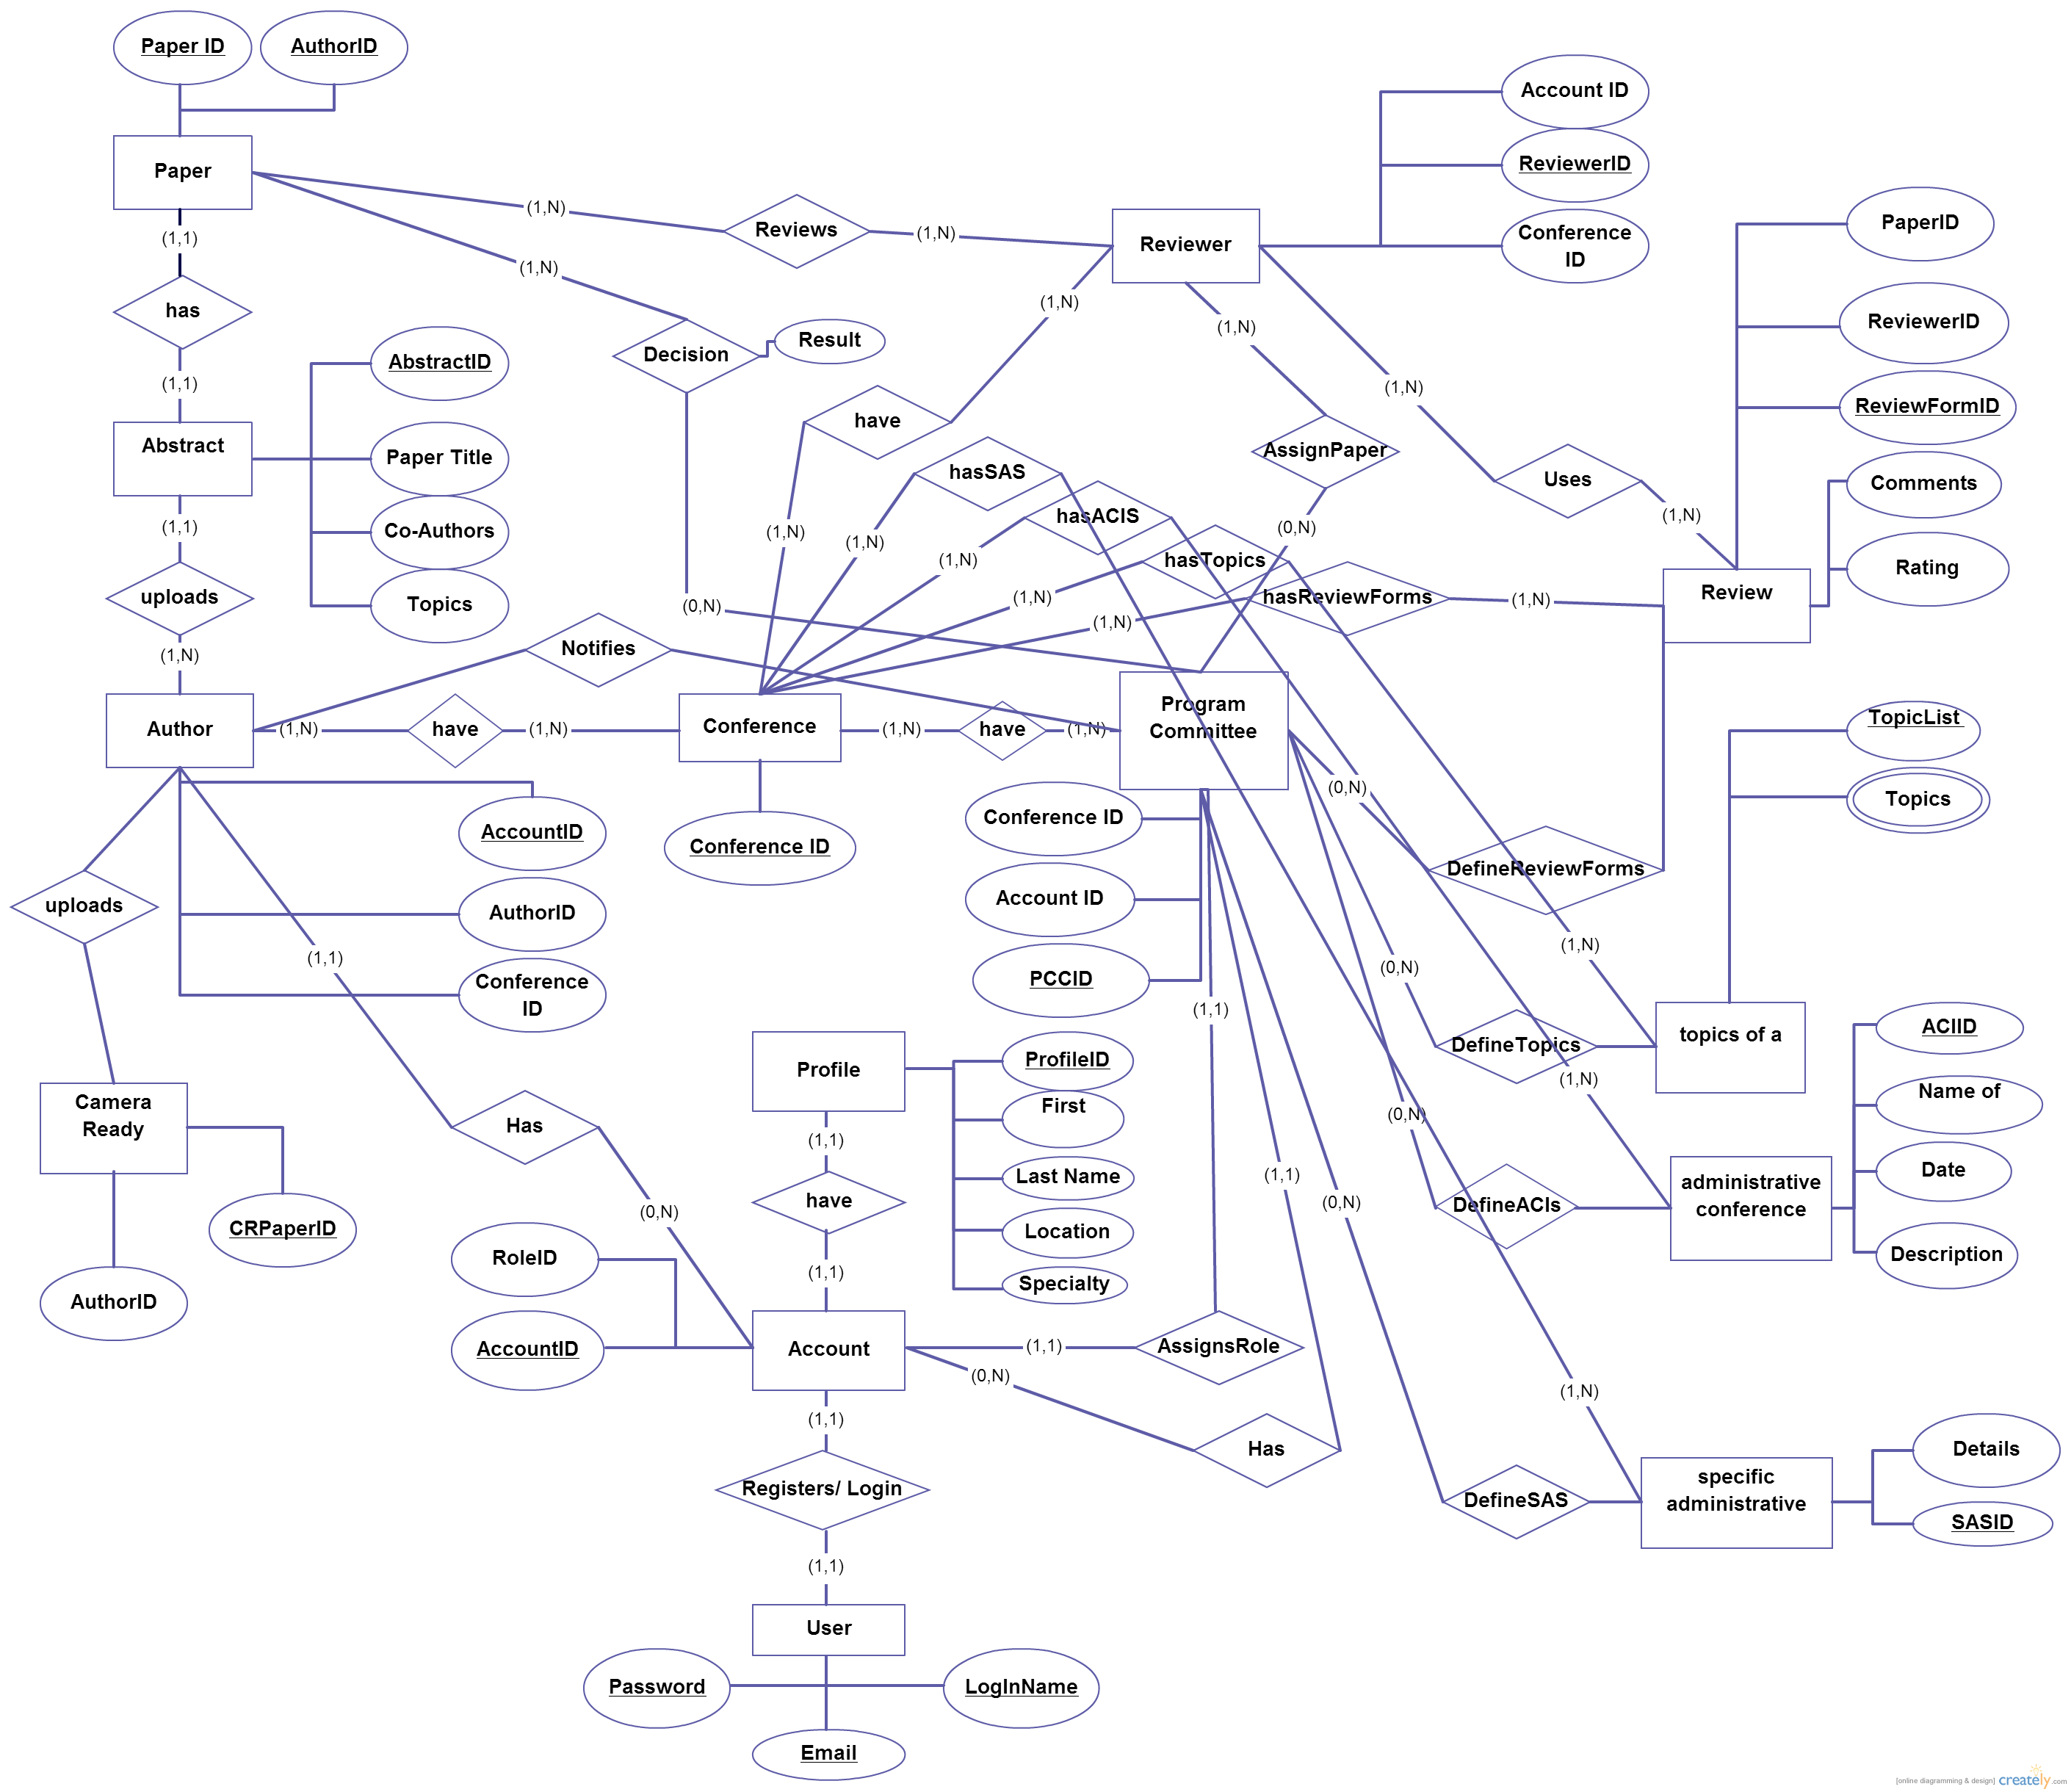 Paper ID
AuthorID
Paper
(1,1)
has
(1,1)
Abstract
AbstractID
Paper Title
Co-Authors
Topics
(1,1)
uploads
(1,N)
Author
(1,N)
Reviews
(1,N)
Reviewer
Account ID
ReviewerID
Conference
ID
(1,N)
Decision
Result
(0,N)
(1,N)
have
(1,N)
(1,N)
AssignPaper
(0,N)
(1,N)
Uses
(1,N)
PaperID
ReviewerID
ReviewFormID
Comments
Rating
Review
hasSAS
(1,N)
hasACIS
(1,N)
hasTopics
(1,N)
hasReviewForms
(1,N)
(1,N)
Notifies
(1,N)
have
(1,N)
Conference
(1,N)
have
(1,N)
Program
Committee
Conference ID
AccountID
AuthorID
Conference
ID
uploads
(1,1)
Camera
Ready
CRPaperID
AuthorID
Has
(0,N)
Conference ID
Account ID
PCCID
(1,1)
(0,N)
DefineReviewForms
TopicList
Topics
(1,N)
(0,N)
DefineTopics
topics of a
(1,N)
(0,N)
DefineACIs
administrative
conference
ACIID
Name of
Date
Description
(1,1)
(0,N)
Profile
ProfileID
First
Last Name
Location
Specialty
(1,1)
have
(1,1)
RoleID
AccountID
Account
(1,1)
AssignsRole
(0,N)
Has
(1,N)
DefineSAS
specific
administrative
Details
SASID
(1,1)
Registers/ Login
(1,1)
User
Password
LogInName
Email
[online diagramming & design] creately.com